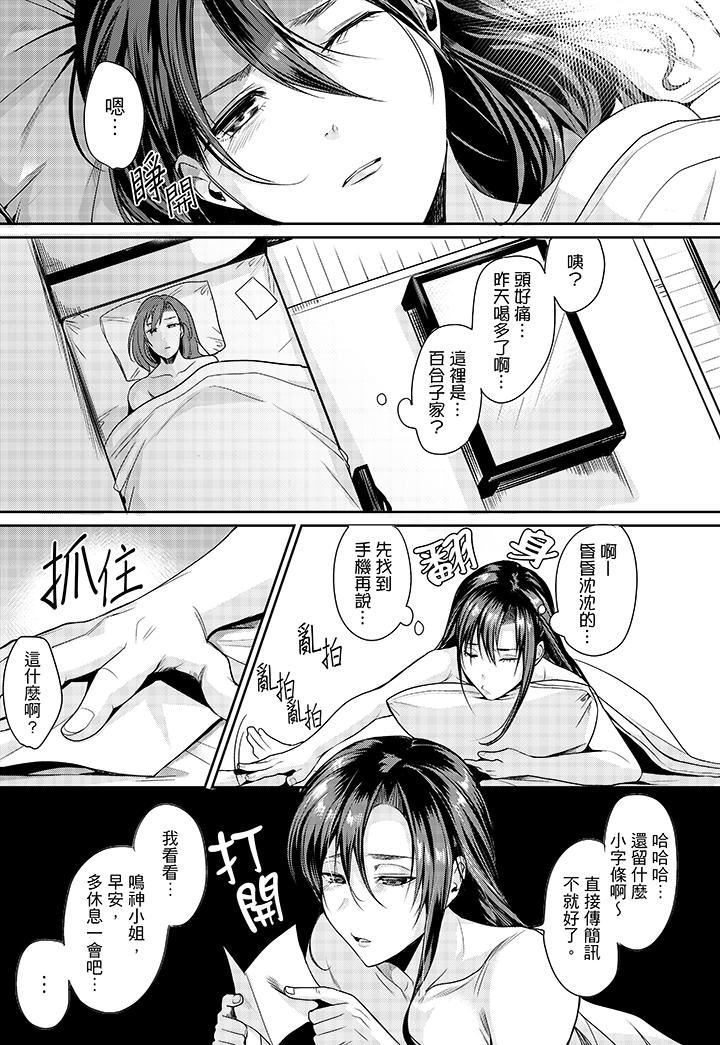 嗯…
睜開
咦？
頭好痛…
昨天喝多了啊…
這裡是…
百合子家？
啊—
昏昏沈沈的…
翻身
先找到
手機再說…
亂拍
亂拍
亂拍
抓住
這什麼啊？
哈哈哈…
還留什麼
小字條啊～
直接傳簡訊
不就好了。
打開
我看看…
鳴神小姐，
早安，
多休息一會吧…
…